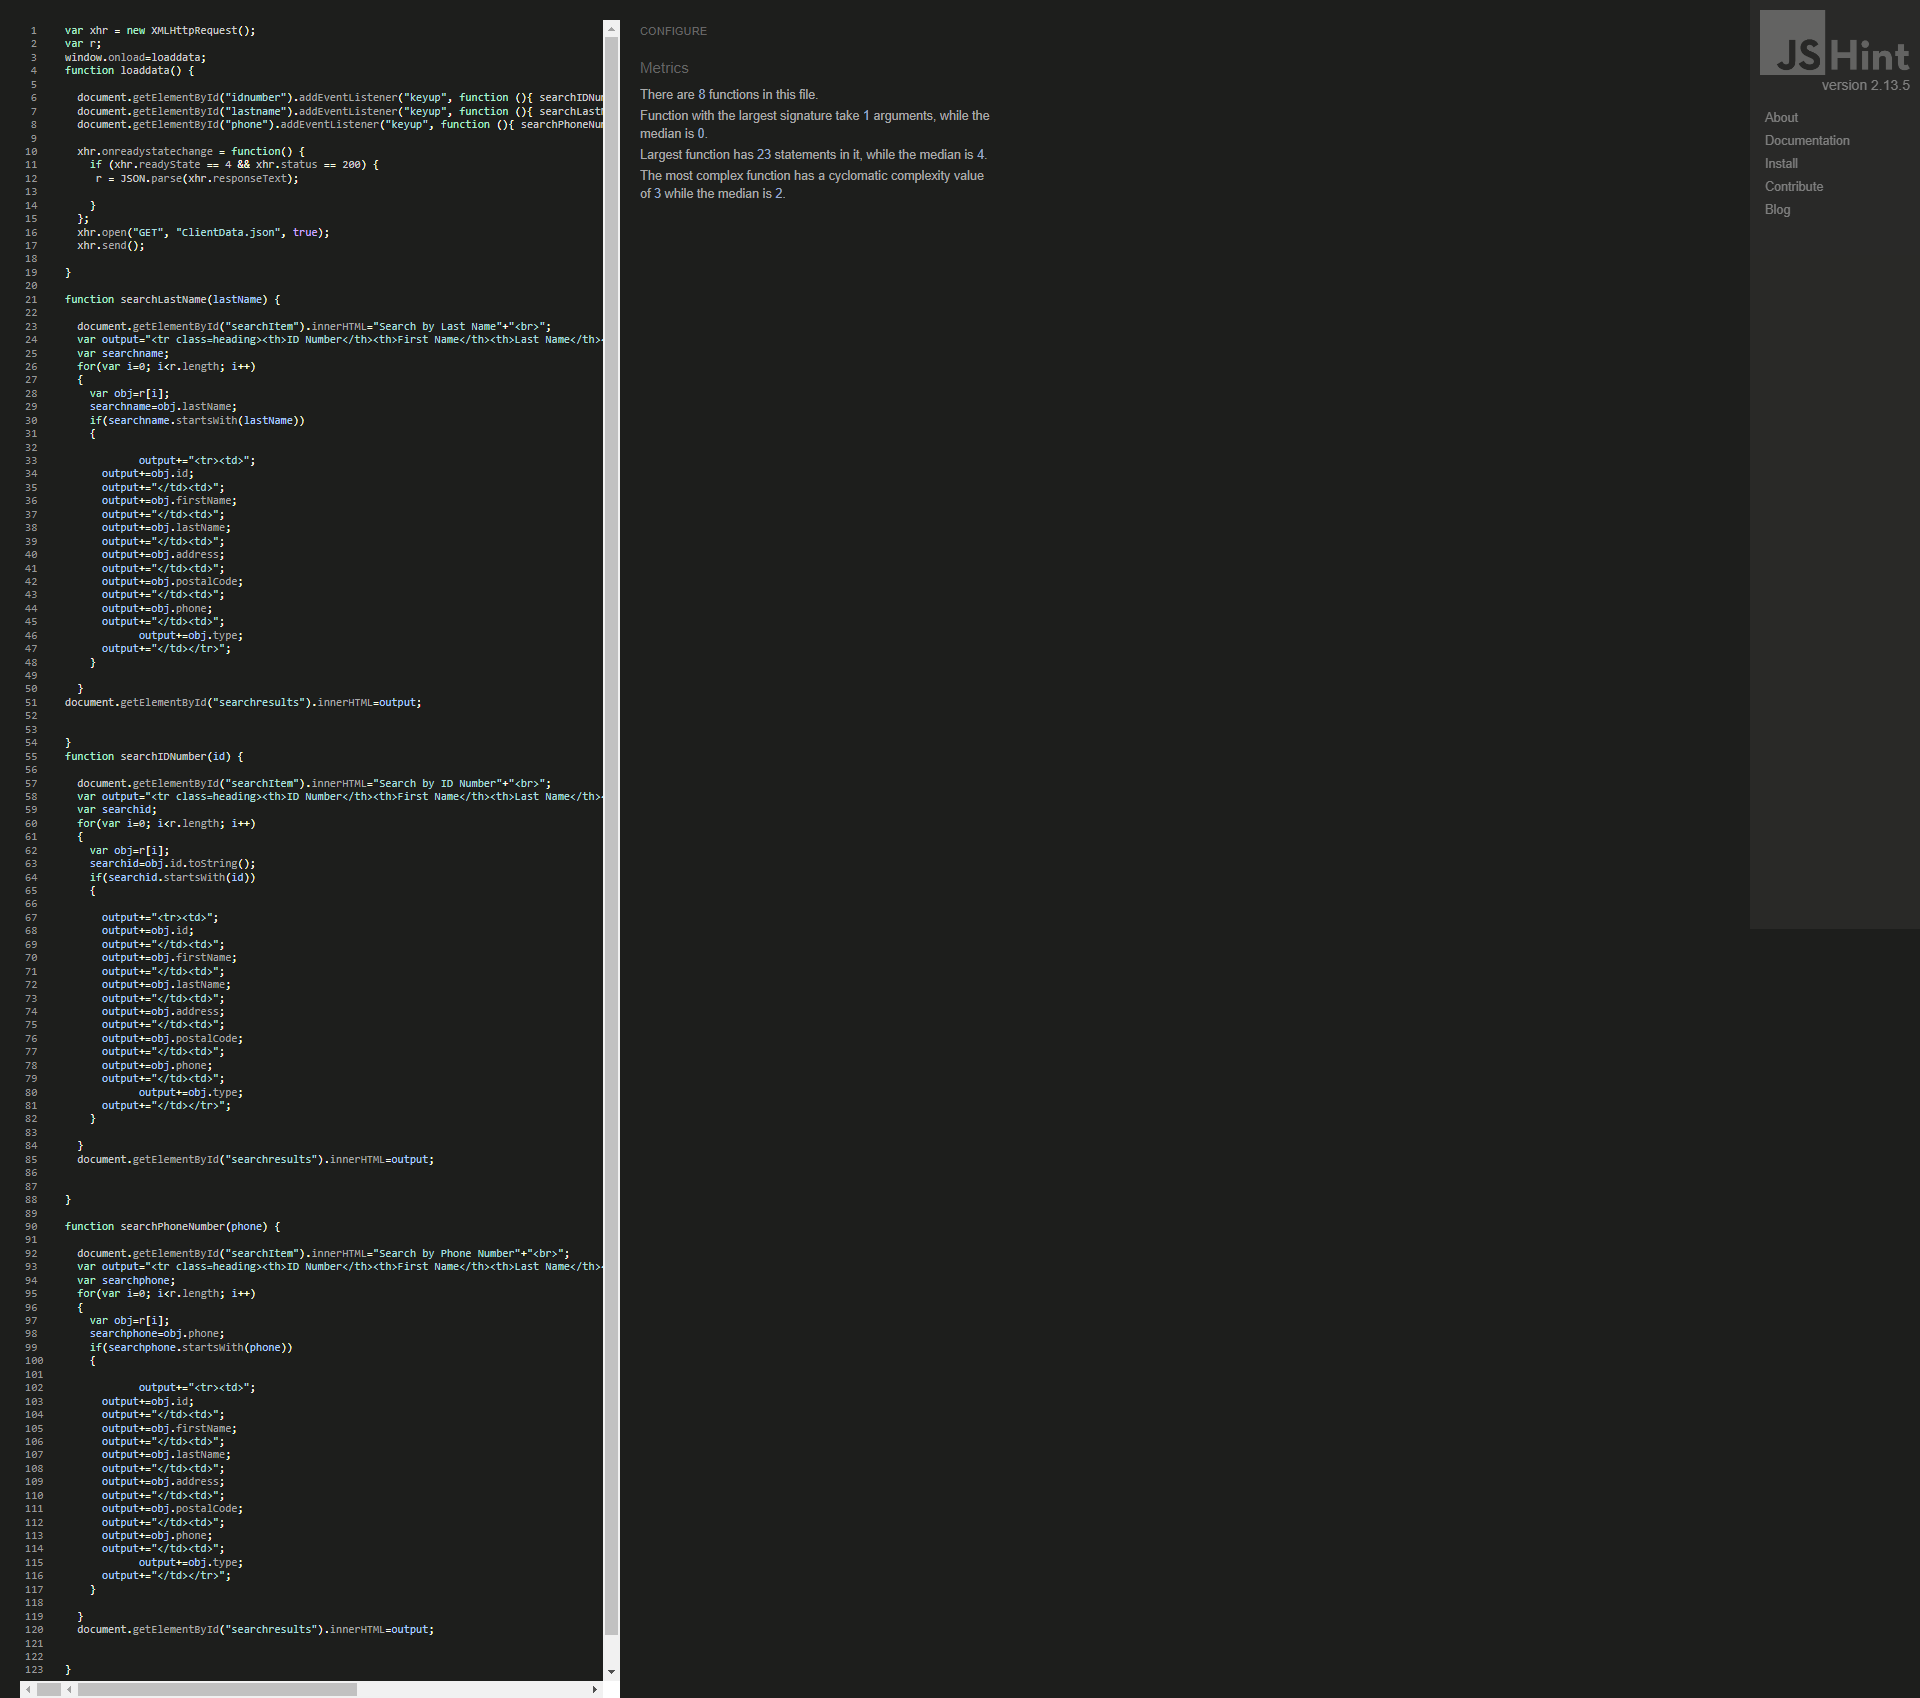 1 var xhr = new XMLHttpRequest();
2 var r;
3 window.onload=loaddata;
4 function loaddata() {
5
6 document.getElementById("idnumber").addEventListener("keyup", function (){ searchIDNu
7 document.getElementById("lastname").addEventListener("keyup", function (){ searchLast
8 document.getElementById("phone").addEventListener("keyup", function (){ searchPhoneNu
9
10 xhr.onreadystatechange = function() {
11 if (xhr.readyState == 4 && xhr.status == 200) {
12 r = JSON.parse(xhr.responseText);
13
14 }
15 };
16 xhr.open("GET", "ClientData.json", true);
17 xhr.send();
18
19 }
20
21 function searchLastName(lastName) {
22
23 document.getElementById("searchItem").innerHTML="Search by Last Name"+"<br>";
24 var output="<tr class=heading><th>ID Number</th><th>First Name</th><th>Last Name</th>
25 var searchname;
26 for(var i=0; i<r.length; i++)
27 {
28 var obj=r[i];
29 searchname=obj.lastName;
30 if(searchname.startsWith(lastName))
31 {
32
33 output+="<tr><td>";
34 output+=obj.id;
35 output+="</td><td>";
36 output+=obj.firstName;
37 output+="</td><td>";
38 output+=obj.lastName;
39 output+="</td><td>";
40 output+=obj.address;
41 output+="</td><td>";
42 output+=obj.postalCode;
43 output+="</td><td>";
44 output+=obj.phone;
45 output+="</td><td>";
46 output+=obj.type;
47 output+="</td></tr>";
48 }
49
50 }
51 document.getElementById("searchresults").innerHTML=output;
52
53
54 }
55 function searchIDNumber(id) {
56
57 document.getElementById("searchItem").innerHTML="Search by ID Number"+"<br>";
58 var output="<tr class=heading><th>ID Number</th><th>First Name</th><th>Last Name</th>
59 var searchid;
60 for(var i=0; i<r.length; i++)
61 {
62 var obj=r[i];
63 searchid=obj.id.toString();
64 if(searchid.startsWith(id))
65 {
66
67 output+="<tr><td>";
68 output+=obj.id;
69 output+="</td><td>";
70 output+=obj.firstName;
71 output+="</td><td>";
72 output+=obj.lastName;
73 output+="</td><td>";
74 output+=obj.address;
75 output+="</td><td>";
76 output+=obj.postalCode;
77 output+="</td><td>";
78 output+=obj.phone;
79 output+="</td><td>";
80 output+=obj.type;
81 output+="</td></tr>";
82 }
83
84 }
85 document.getElementById("searchresults").innerHTML=output;
86
87
88 }
89
90 function searchPhoneNumber(phone) {
91
92 document.getElementById("searchItem").innerHTML="Search by Phone Number"+"<br>";
93 var output="<tr class=heading><th>ID Number</th><th>First Name</th><th>Last Name</th>
94 var searchphone;
95 for(var i=0; i<r.length; i++)
96 {
97 var obj=r[i];
98 searchphone=obj.phone;
99 if(searchphone.startsWith(phone))
100 {
101
102 output+="<tr><td>";
103 output+=obj.id;
104 output+="</td><td>";
105 output+=obj.firstName;
106 output+="</td><td>";
107 output+=obj.lastName;
108 output+="</td><td>";
109 output+=obj.address;
110 output+="</td><td>";
111 output+=obj.postalCode;
112 output+="</td><td>";
113 output+=obj.phone;
114 output+="</td><td>";
115 output+=obj.type;
116 output+="</td></tr>";
117 }
118
119 }
120 document.getElementById("searchresults").innerHTML=output;
121
122
123 }
CONFIGURE
Metrics
There are 8 functions in this file.
Function with the largest signature take 1 arguments, while the
median is 0.
Largest function has 23 statements in it, while the median is 4.
The most complex function has a cyclomatic complexity value
of 3 while the median is 2.
JSHint
version 2.13.5
About
Documentation
Install
Contribute
Blog